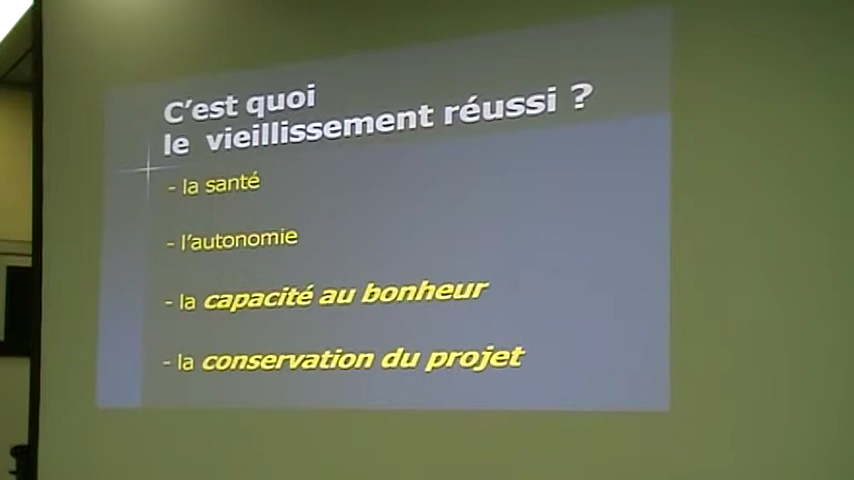 C'est quoi
le vieillissement réussi ?
- la santé
- l'autonomie
- la capacité au bonheur
- la conservation du projet